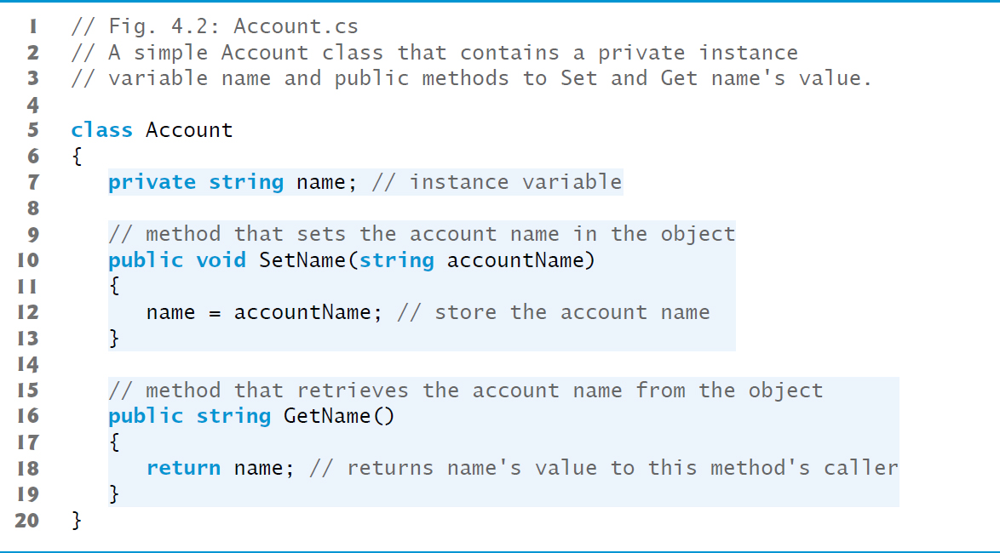 1 // Fig. 4.2: Account.cs
2 // A simple Account class that contains a private instance
3 // variable name and public methods to Set and Get name's value.
4
5 class Account
6 {
7    private string name; // instance variable
8
9    // method that sets the account name in the object
10    public void SetName(string accountName)
11    {
12       name = accountName; // store the account name
13    }
14
15    // method that retrieves the account name from the object
16    public string GetName()
17    {
18       return name; // returns name's value to this method's caller
19    }
20 }